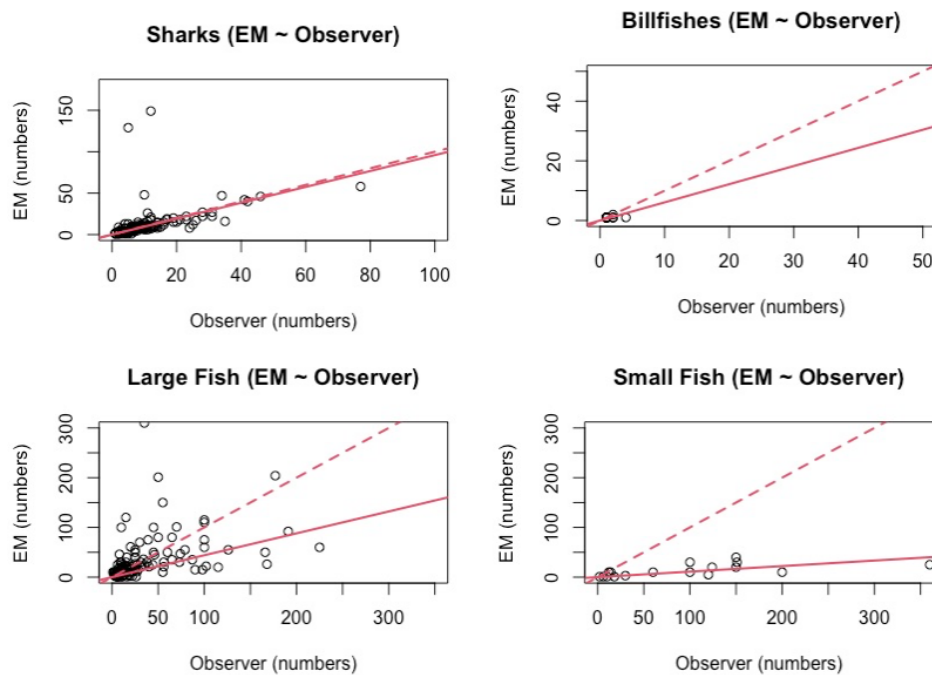 Sharks (EM ~ Observer)
EM (numbers)
0 50 150
0 20 40 60 80 100
Observer (numbers)
Billfishes (EM ~ Observer)
EM (numbers)
0 20 40
0 10 20 30 40 50
Observer (numbers)
Large Fish (EM ~ Observer)
EM (numbers)
0 100 200 300
0 50 100 150 200 250 300
Observer (numbers)
Small Fish (EM ~ Observer)
EM (numbers)
0 100 200 300
0 50 100 200 300
Observer (numbers)